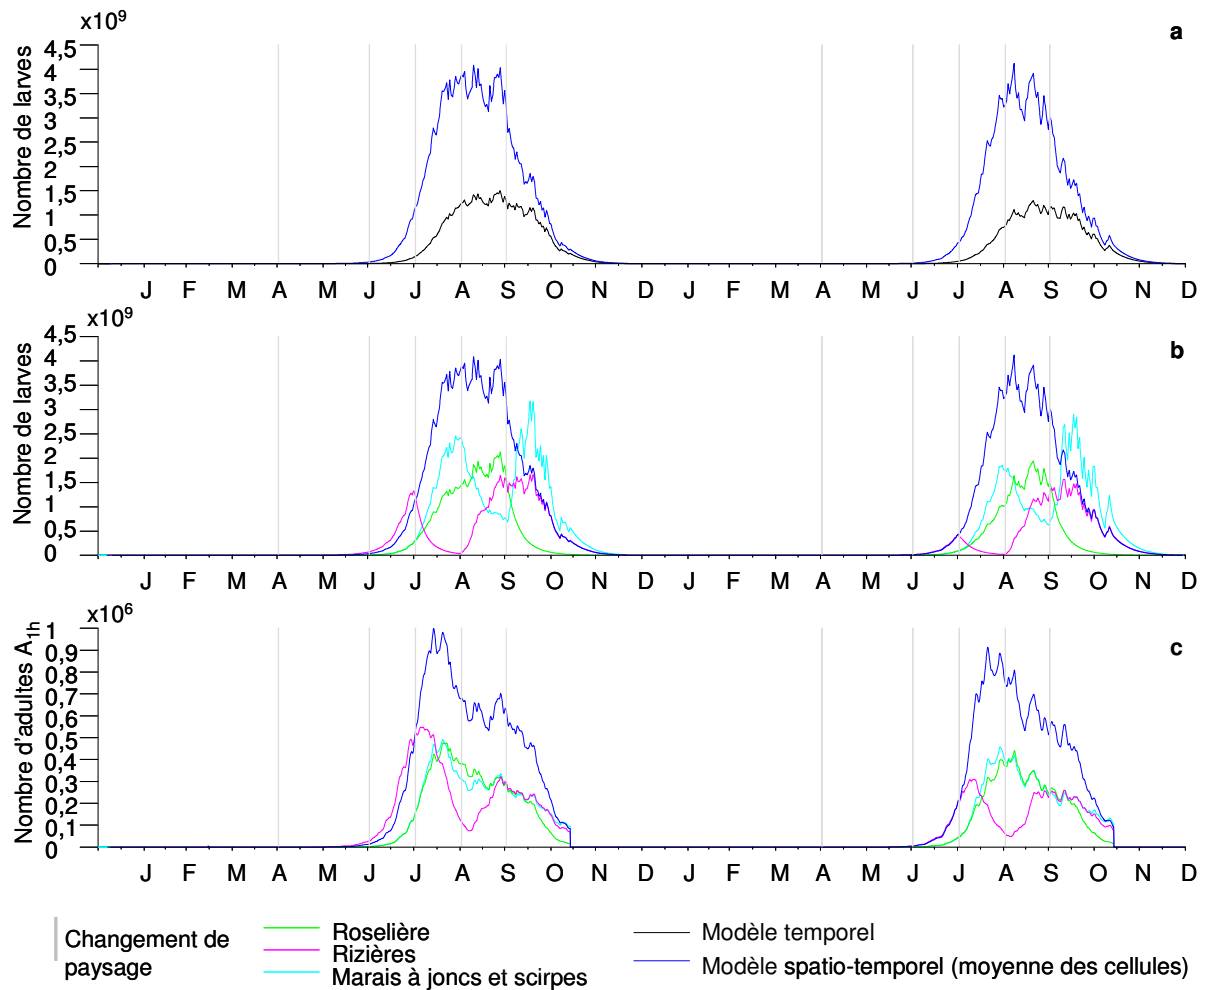 x10⁹
a
Nombre de larves
4,5
4
3,5
3
2,5
2
1,5
1
0,5
0
J F M A M J J A S O N D J F M A M J J A S O N D
x10⁹
b
Nombre de larves
4,5
4
3,5
3
2,5
2
1,5
1
0,5
0
J F M A M J J A S O N D J F M A M J J A S O N D
x10⁶
c
Nombre d'adultes A1h
1
0,9
0,8
0,7
0,6
0,5
0,4
0,3
0,2
0,1
0
J F M A M J J A S O N D J F M A M J J A S O N D
Changement de
paysage
Roselière
Rizières
Marais à joncs et scirpes
Modèle temporel
Modèle spatio-temporel (moyenne des cellules)